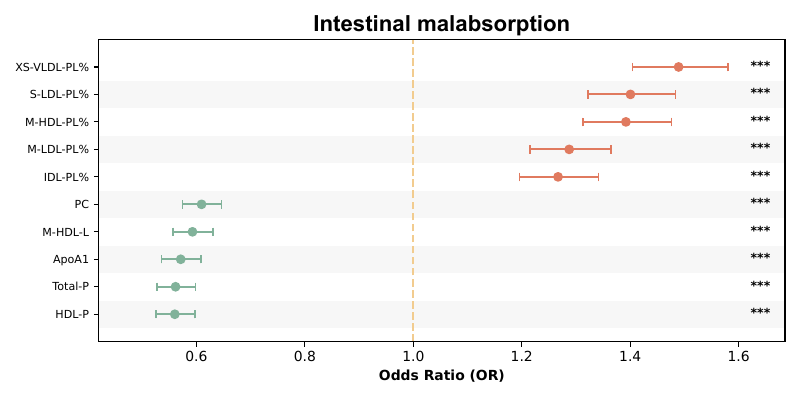 Intestinal malabsorption
XS-VLDL-PL% ***
S-LDL-PL% ***
M-HDL-PL% ***
M-LDL-PL% ***
IDL-PL% ***
PC ***
M-HDL-L ***
ApoA1 ***
Total-P ***
HDL-P ***
0.6 0.8 1.0 1.2 1.4 1.6
Odds Ratio (OR)